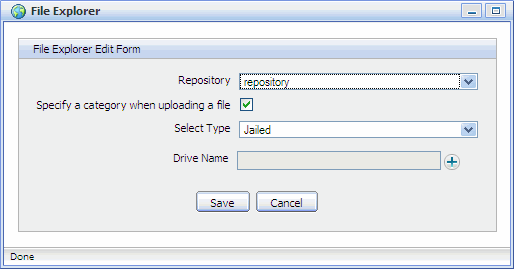 File Explorer
File Explorer Edit Form
Repository repository
Specify a category when uploading a file
Select Type Jailed
Drive Name
Save Cancel
Done